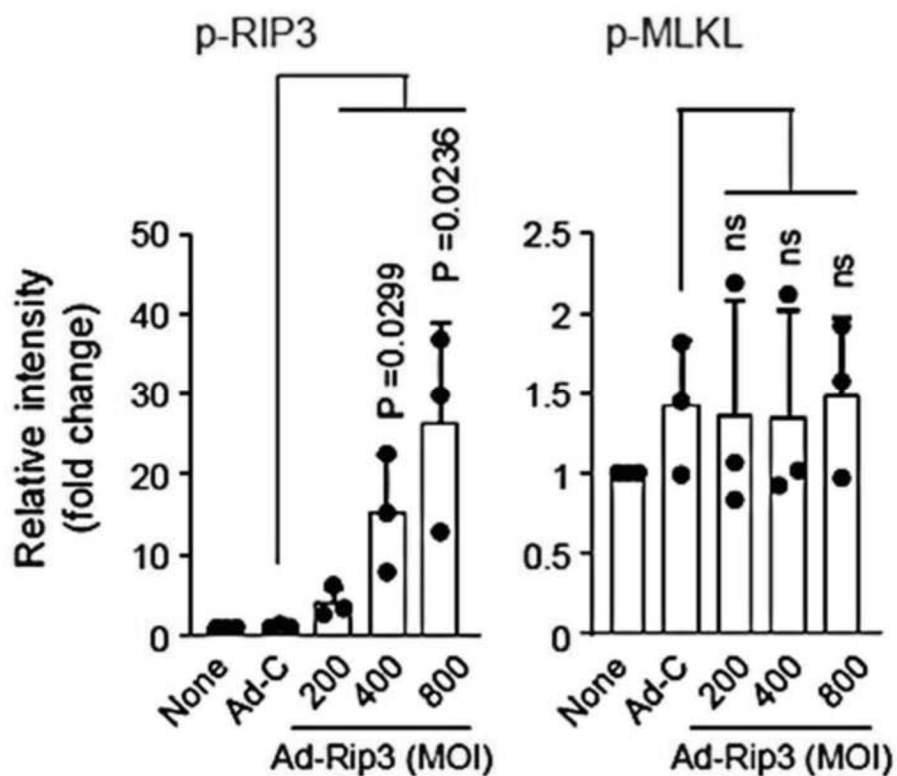 p-RIP3
p-MLKL
Relative intensity
(fold change)
50
40
30
20
10
0
P =0.0299
P =0.0236
None
Ad-C
200
400
800
Ad-Rip3 (MOI)
2.5
2
1.5
1
0.5
0
ns
ns
ns
None
Ad-C
200
400
800
Ad-Rip3 (MOI)